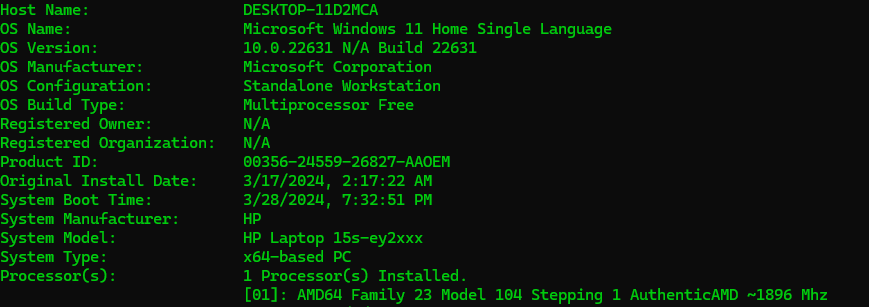 Host Name: DESKTOP-11D2MCA
OS Name: Microsoft Windows 11 Home Single Language
OS Version: 10.0.22631 N/A Build 22631
OS Manufacturer: Microsoft Corporation
OS Configuration: Standalone Workstation
OS Build Type: Multiprocessor Free
Registered Owner: N/A
Registered Organization: N/A
Product ID: 00356-24559-26827-AAOEM
Original Install Date: 3/17/2024, 2:17:22 AM
System Boot Time: 3/28/2024, 7:32:51 PM
System Manufacturer: HP
System Model: HP Laptop 15s-ey2xxx
System Type: x64-based PC
Processor(s): 1 Processor(s) Installed.
[01]: AMD64 Family 23 Model 104 Stepping 1 AuthenticAMD ~1896 Mhz